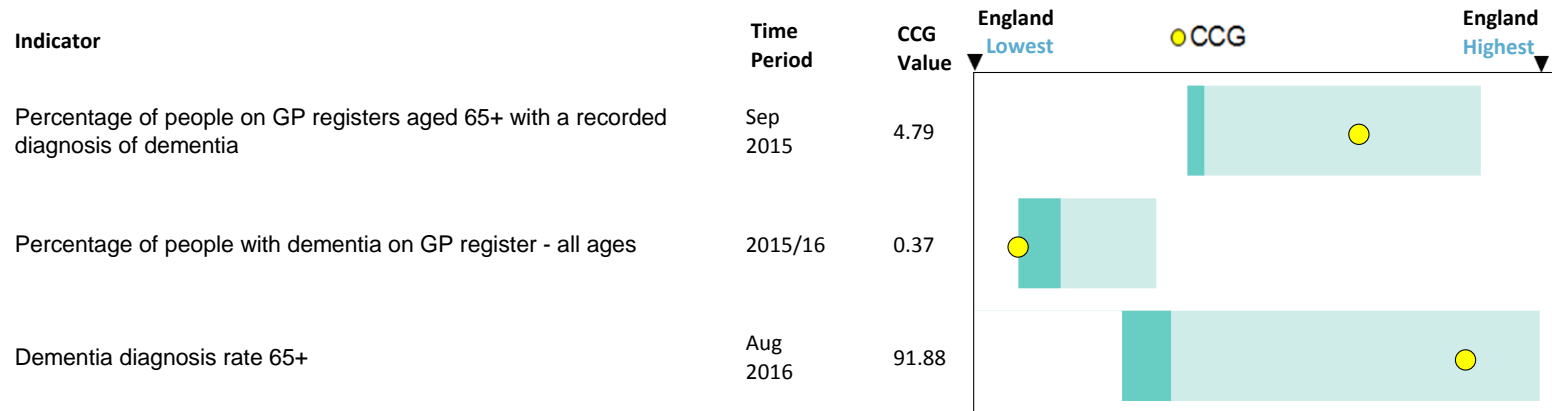 Indicator
Time
Period
CCG
Value
England
Lowest
CCG
England
Highest
Percentage of people on GP registers aged 65+ with a recorded
diagnosis of dementia
Sep
2015
4.79
Percentage of people with dementia on GP register - all ages
2015/16
0.37
Dementia diagnosis rate 65+
Aug
2016
91.88